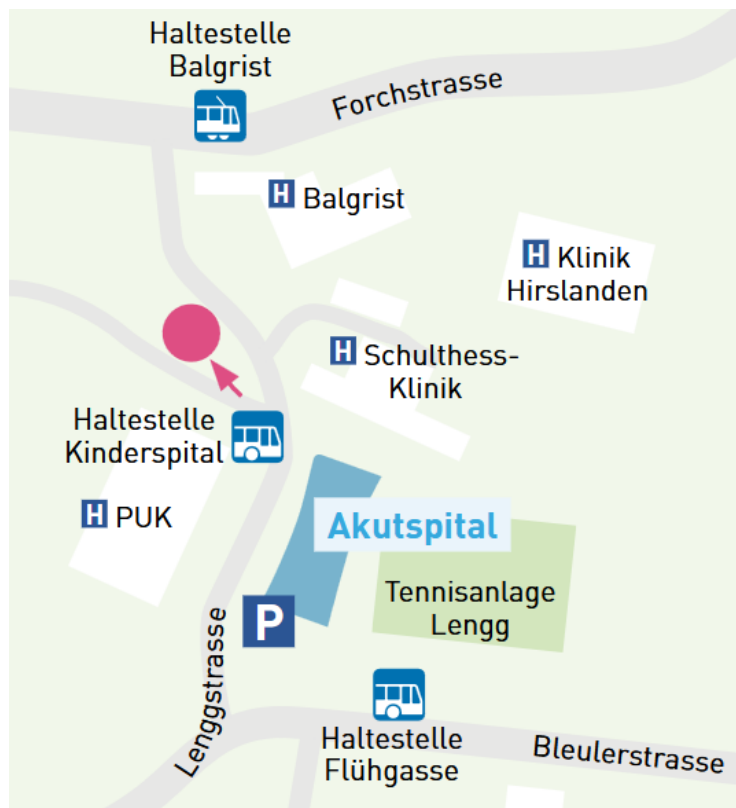 Haltestelle
Balgrist
Forchstrasse
H Balgrist
H Klinik
Hirslanden
H Schulthess-
Klinik
Haltestelle
Kinderspital
H PUK
Akutspital
Tennisanlage
Lengg
P
Lenggstrasse
Haltestelle
Flühgasse
Bleulerstrasse